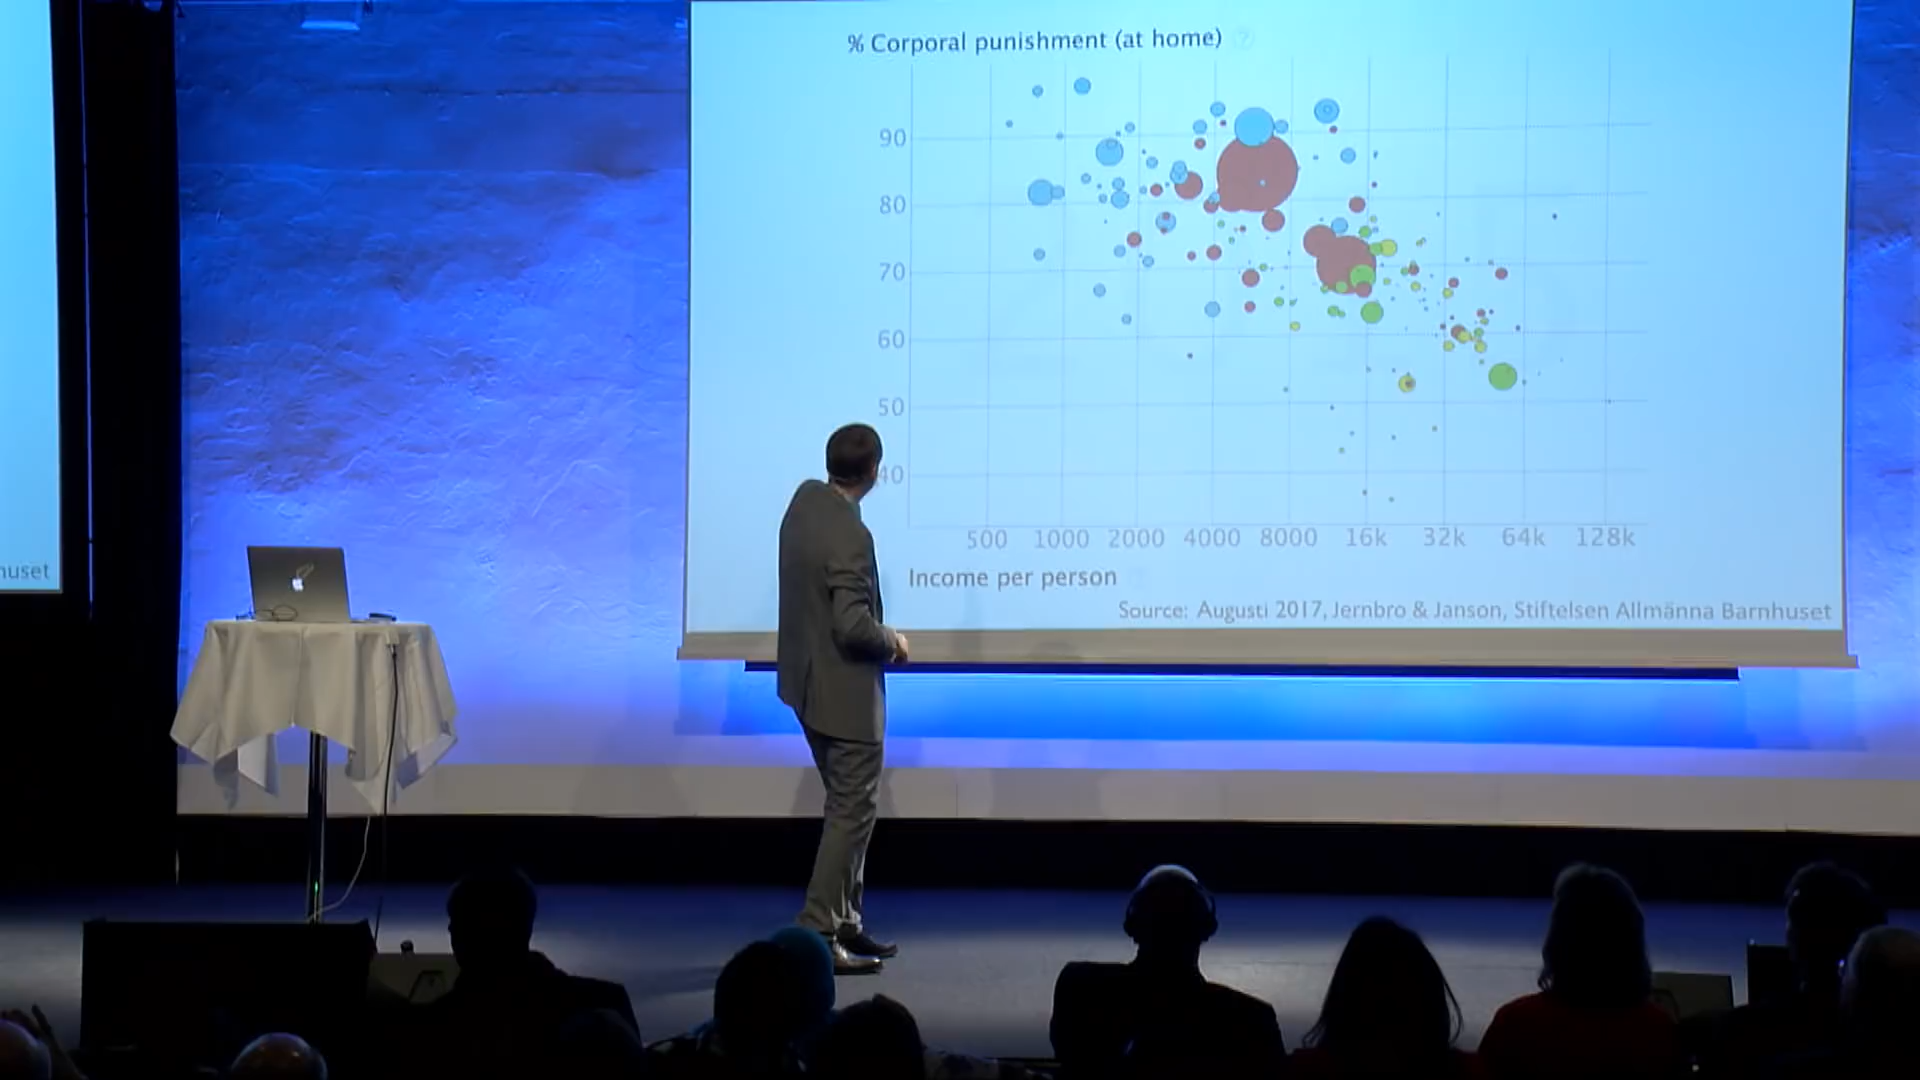 % Corporal punishment (at home)
90
80
70
60
50
40
500 1000 2000 4000 8000 16k 32k 64k 128k
Income per person
Source: Augusti 2017, Jernbro & Janson, Stiftelsen Allmänna Barnhuset
huset